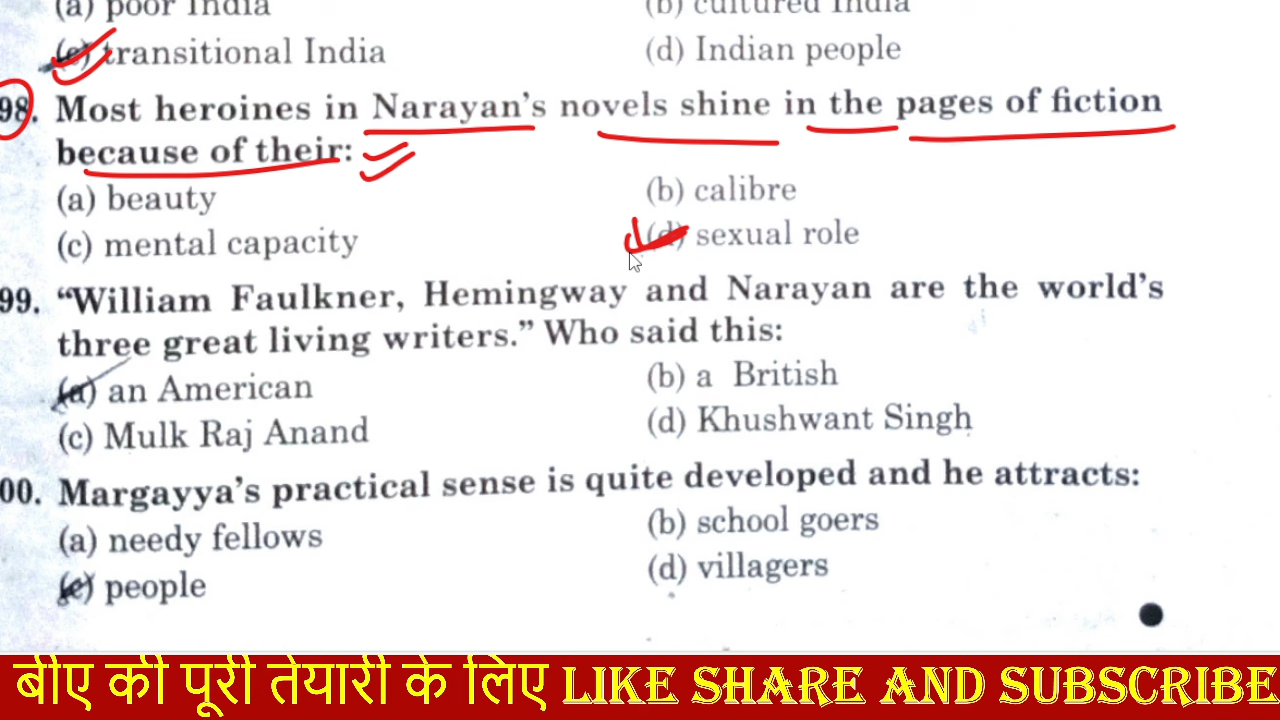 (a) poor India (b) cultured India
(c) transitional India (d) Indian people
98. Most heroines in Narayan's novels shine in the pages of fiction
because of their:
(a) beauty (b) calibre
(c) mental capacity (d) sexual role
99. “William Faulkner, Hemingway and Narayan are the world's
three great living writers.” Who said this:
(a) an American (b) a British
(c) Mulk Raj Anand (d) Khushwant Singh
00. Margayya's practical sense is quite developed and he attracts:
(a) needy fellows (b) school goers
(c) people (d) villagers
बीए की पूरी तेयारी के लिए LIKE SHARE AND SUBSCRIBE